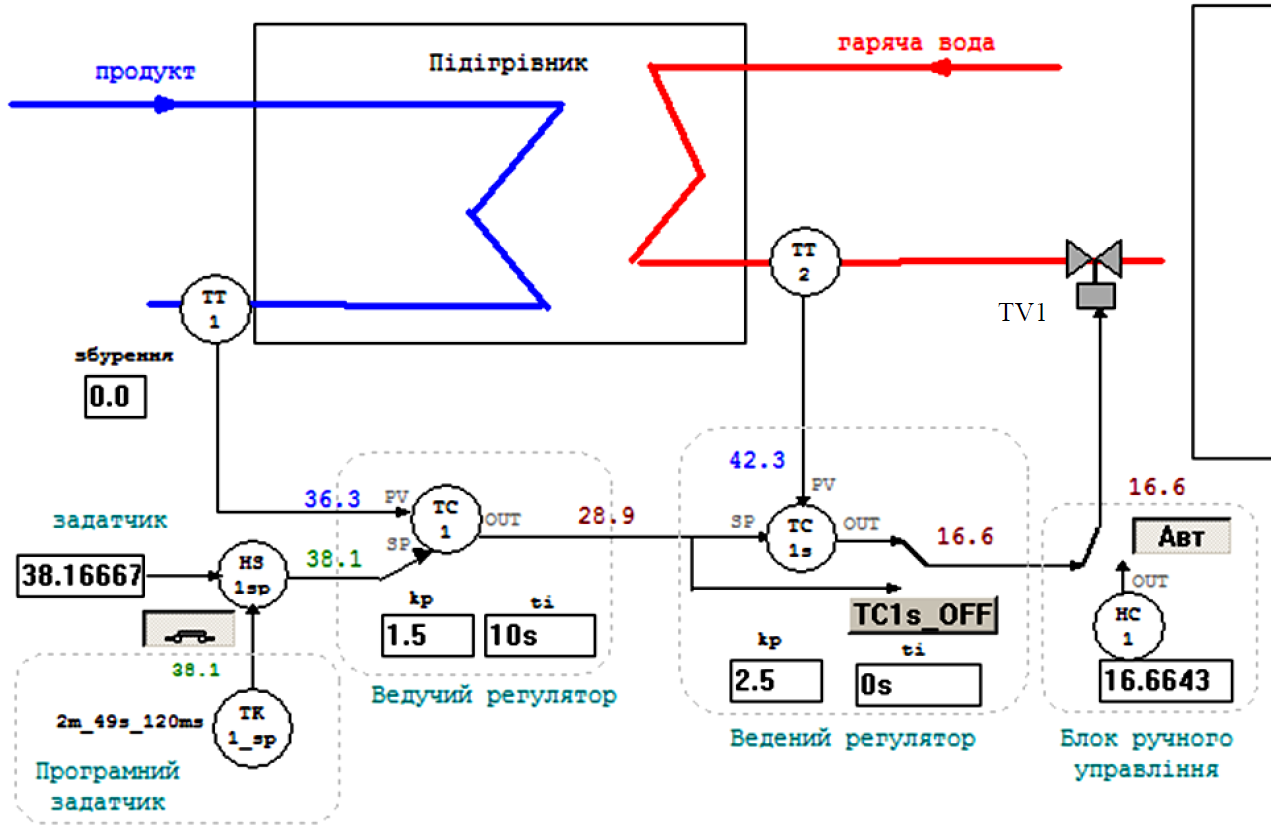 гаряча вода
Підігрівник
продукт
TT
2
TT
1
TV1
збурення
0.0
42.3
PV
16.6
36.3
PV
TC
1
OUT
28.9
SP
TC
1s
OUT
16.6
Авт
задатчик
SP
38.16667
HS
1sp
38.1
OUT
kp
ti
TC1s_OFF
HC
1
1.5
10s
kp
ti
38.1
2.5
0s
16.6643
Ведучий регулятор
2m_49s_120ms
TK
1_sp
Ведений регулятор
Блок ручного
управління
Програмний
задатчик